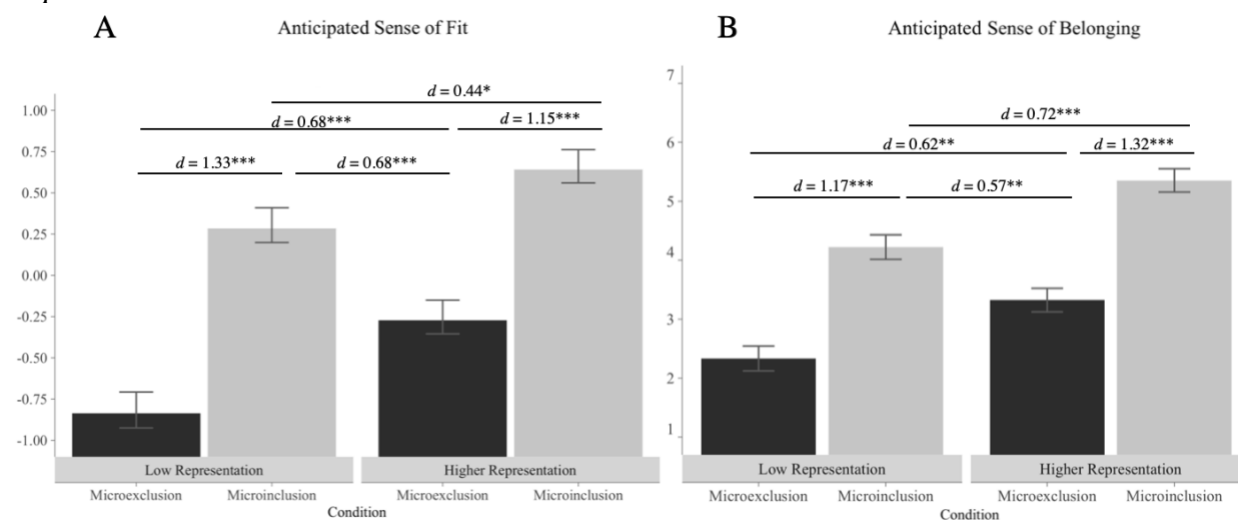 A
Anticipated Sense of Fit
1.00
0.75
0.50
0.25
0.00
-0.25
-0.50
-0.75
-1.00
d = 0.44*
d = 0.68***
d = 1.15***
d = 1.33***
d = 0.68***
Low Representation
Higher Representation
Microexclusion
Microinclusion
Microexclusion
Microinclusion
Condition
B
Anticipated Sense of Belonging
7
6
5
4
3
2
1
d = 0.72***
d = 0.62**
d = 1.32***
d = 1.17***
d = 0.57**
Low Representation
Higher Representation
Microexclusion
Microinclusion
Microexclusion
Microinclusion
Condition